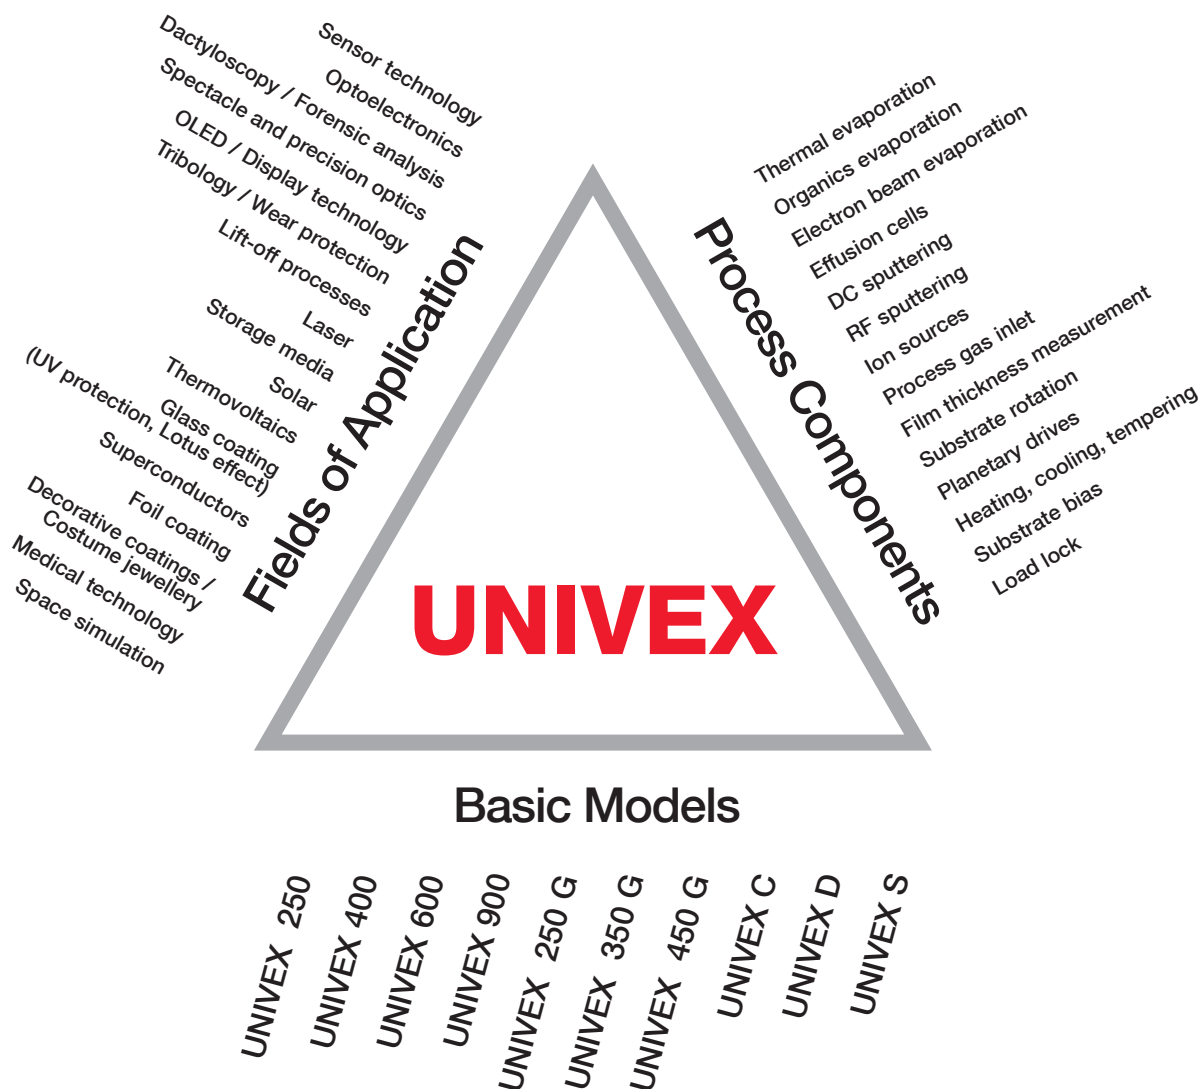 Sensor technology
Optoelectronics
Dactyloscopy / Forensic analysis
Spectacle and precision optics
OLED / Display technology
Tribology / Wear protection
Lift-off processes
Laser
Storage media
Solar
Thermovoltaics
Glass coating
(UV protection, Lotus effect)
Superconductors
Foil coating
Decorative coatings /
Costume jewellery
Medical technology
Space simulation
Fields of Application
Process Components
Thermal evaporation
Organics evaporation
Electron beam evaporation
Effusion cells
DC sputtering
RF sputtering
Ion sources
Process gas inlet
Film thickness measurement
Substrate rotation
Planetary drives
Heating, cooling, tempering
Substrate bias
Load lock
UNIVEX
Basic Models
UNIVEX 250
UNIVEX 400
UNIVEX 600
UNIVEX 900
UNIVEX 250 G
UNIVEX 350 G
UNIVEX 450 G
UNIVEX C
UNIVEX D
UNIVEX S